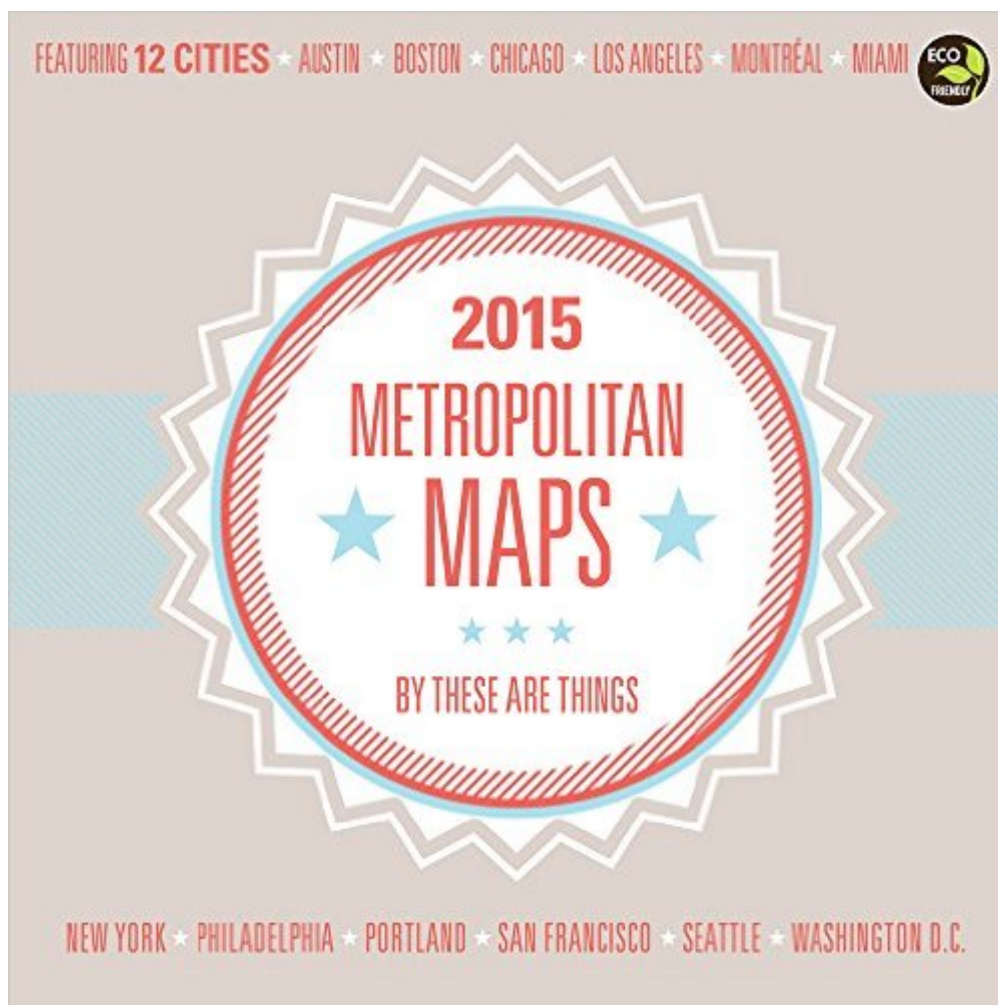 FEATURING 12 CITIES ★ AUSTIN ★ BOSTON ★ CHICAGO ★ LOS ANGELES ★ MONTRÉAL ★ MIAMI
ECO
FRIENDLY
2015
METROPOLITAN
MAPS
BY THESE ARE THINGS
NEW YORK ★ PHILADELPHIA ★ PORTLAND ★ SAN FRANCISCO ★ SEATTLE ★ WASHINGTON D.C.